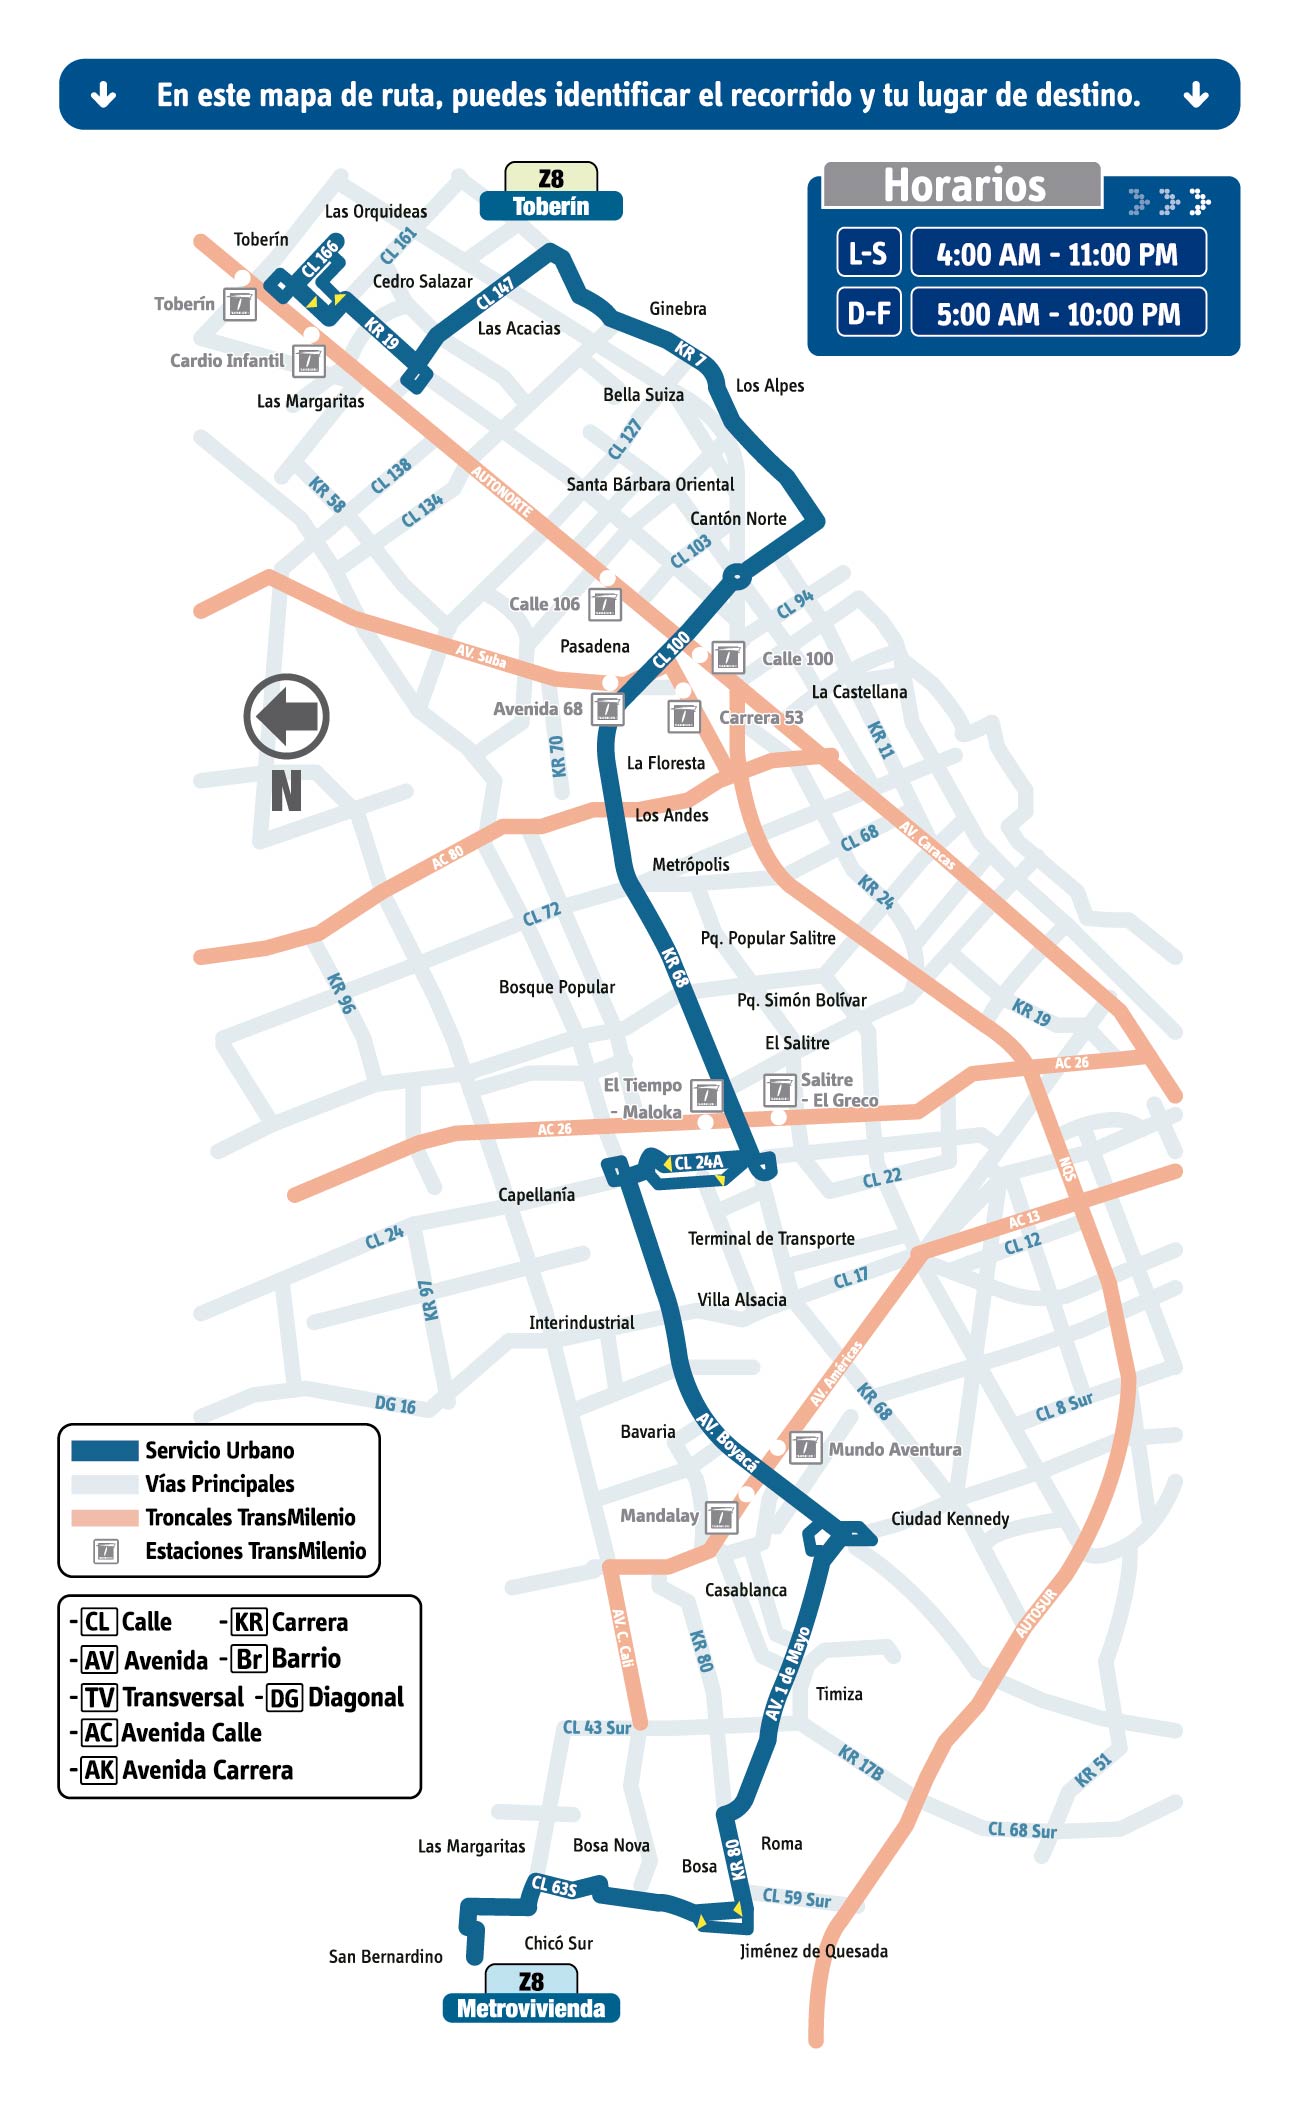 En este mapa de ruta, puedes identificar el recorrido y tu lugar de destino.
Z8
Toberín
Horarios
L-S
4:00 AM - 11:00 PM
D-F
5:00 AM - 10:00 PM
Las Orquideas
Toberín
CL 166
CL 161
Cedro Salazar
CL 147
Toberín
KR 19
Las Acacias
Ginebra
Cardio Infantil
KR 7
Las Margaritas
Bella Suiza
Los Alpes
CL 127
CL 138
KR 58
AUTONORTE
Santa Bárbara Oriental
CL 134
Cantón Norte
CL 103
Calle 106
CL 94
Pasadena
CL 100
AV. Suba
Calle 100
La Castellana
Avenida 68
Carrera 53
N
KR 70
La Floresta
KR 11
Los Andes
AC 80
Metrópolis
CL 68
AV. Caracas
KR 24
CL 72
Pq. Popular Salitre
KR 68
KR 96
Bosque Popular
Pq. Simón Bolívar
KR 19
El Salitre
AC 26
El Tiempo
- Maloka
Salitre
- El Greco
AC 26
CL 24A
NQS
CL 22
Capellanía
CL 24
Terminal de Transporte
AC 13
CL 12
CL 17
KR 97
Villa Alsacia
Interindustrial
AV. Américas
DG 16
KR 68
CL 8 Sur
Bavaria
AV. Boyacá
Mundo Aventura
Mandalay
Ciudad Kennedy
Servicio Urbano
Vías Principales
Troncales TransMilenio
Estaciones TransMilenio
Casablanca
AV. C. Cali
KR 80
AV. 1 de Mayo
AUTOSUR
- CL Calle - KR Carrera
- AV Avenida - Br Barrio
- TV Transversal - DG Diagonal
- AC Avenida Calle
- AK Avenida Carrera
Timiza
CL 43 Sur
KR 17B
KR 51
CL 68 Sur
Las Margaritas
Bosa Nova
Roma
Bosa
KR 80
CL 63S
CL 59 Sur
San Bernardino
Chicó Sur
Jiménez de Quesada
Z8
Metrovivienda